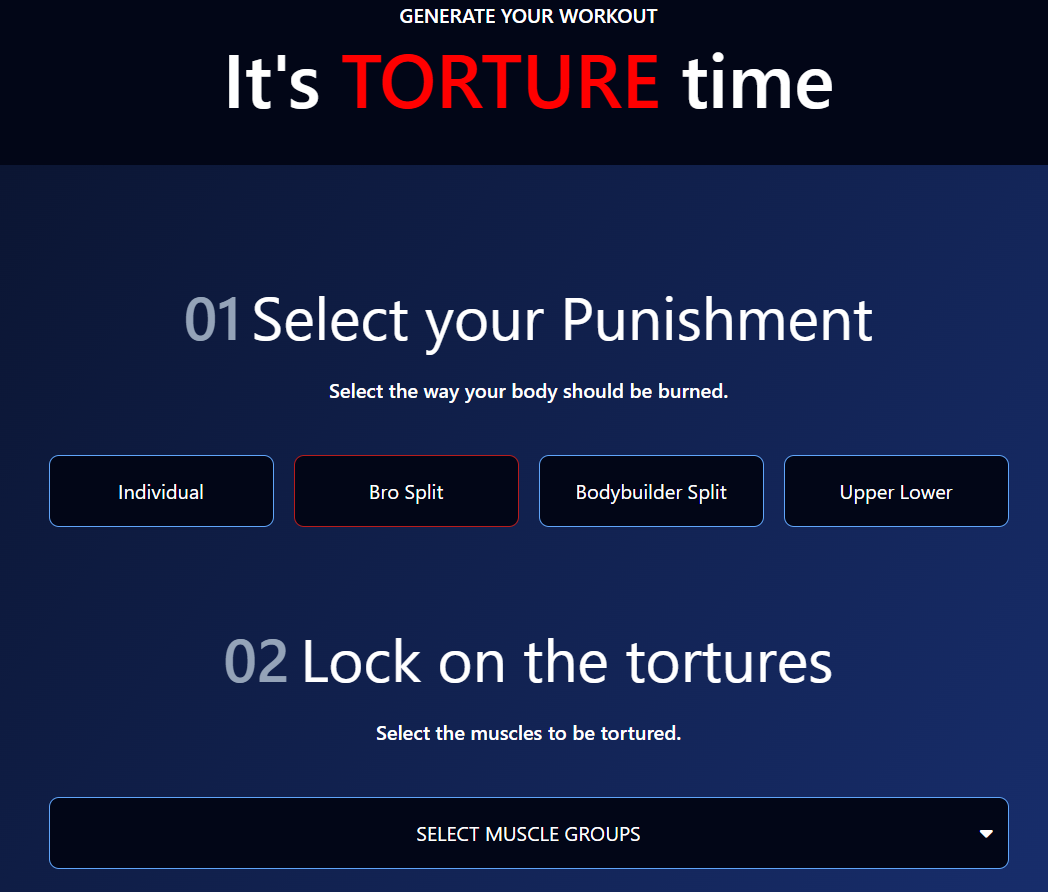 GENERATE YOUR WORKOUT
It's TORTURE time
01 Select your Punishment
Select the way your body should be burned.
Individual
Bro Split
Bodybuilder Split
Upper Lower
02 Lock on the tortures
Select the muscles to be tortured.
SELECT MUSCLE GROUPS